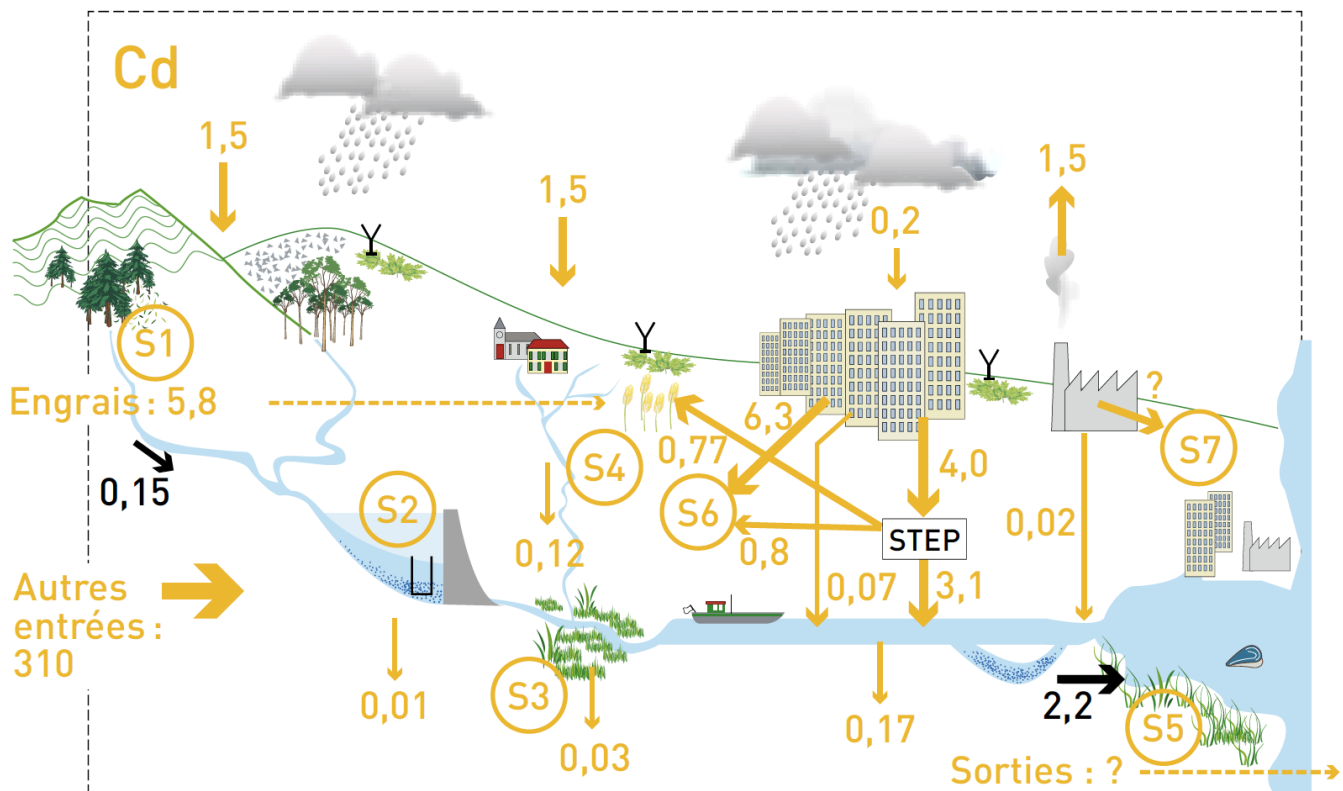 Cd
1,5
1,5
0,2
1,5
S1
Engrais : 5,8
0,15
S2
0,12
S4
0,77
6,3
4,0
?
S7
S6
0,8
STEP
0,02
Autres
entrées :
310
0,07
3,1
0,01
S3
0,03
0,17
2,2
S5
Sorties : ?